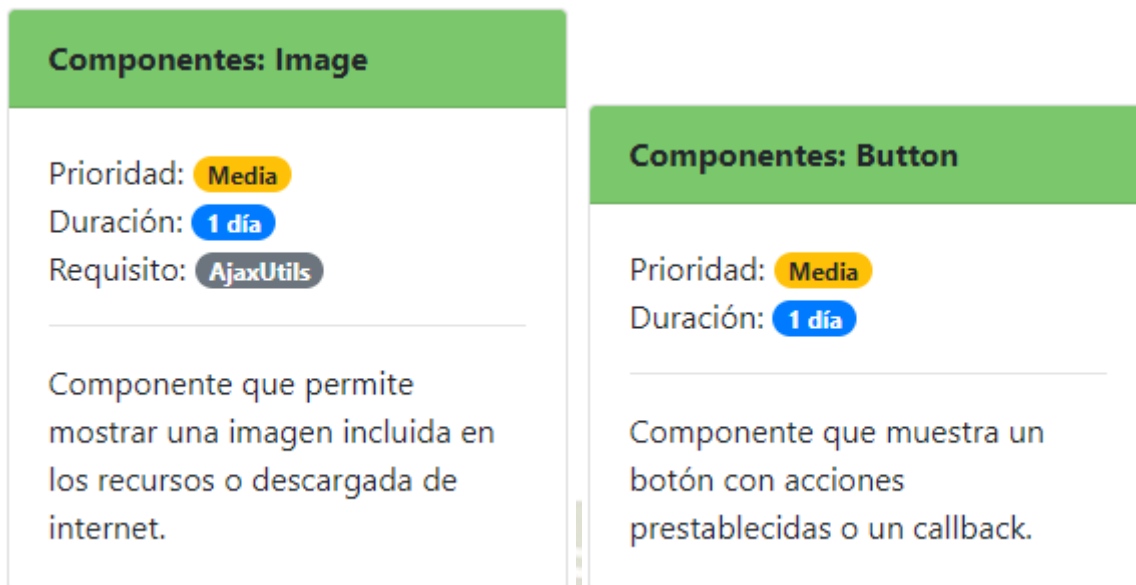 Componentes: Image
Prioridad: Media
Duración: 1 día
Requisito: AjaxUtils
Componente que permite
mostrar una imagen incluida en
los recursos o descargada de
internet.
Componentes: Button
Prioridad: Media
Duración: 1 día
Componente que muestra un
botón con acciones
prestablecidas o un callback.